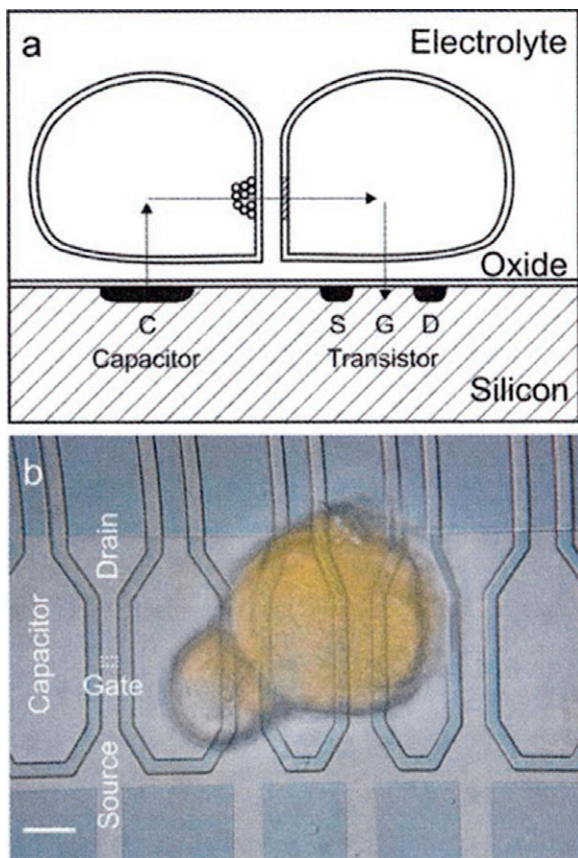 a
Electrolyte
Oxide
C
S
G
D
Capacitor
Transistor
Silicon
b
Drain
Capacitor
Gate
Source